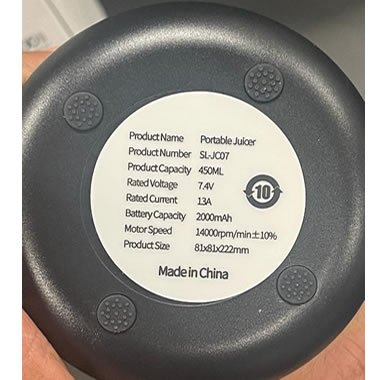 Product Name Portable Juicer
Product Number SL-JC07
Product Capacity 450ML
Rated Voltage 7.4V
Rated Current 13A
Battery Capacity 2000mAh
Motor Speed 14000rpm/min±10%
Product Size 81x81x222mm
10
Made in China